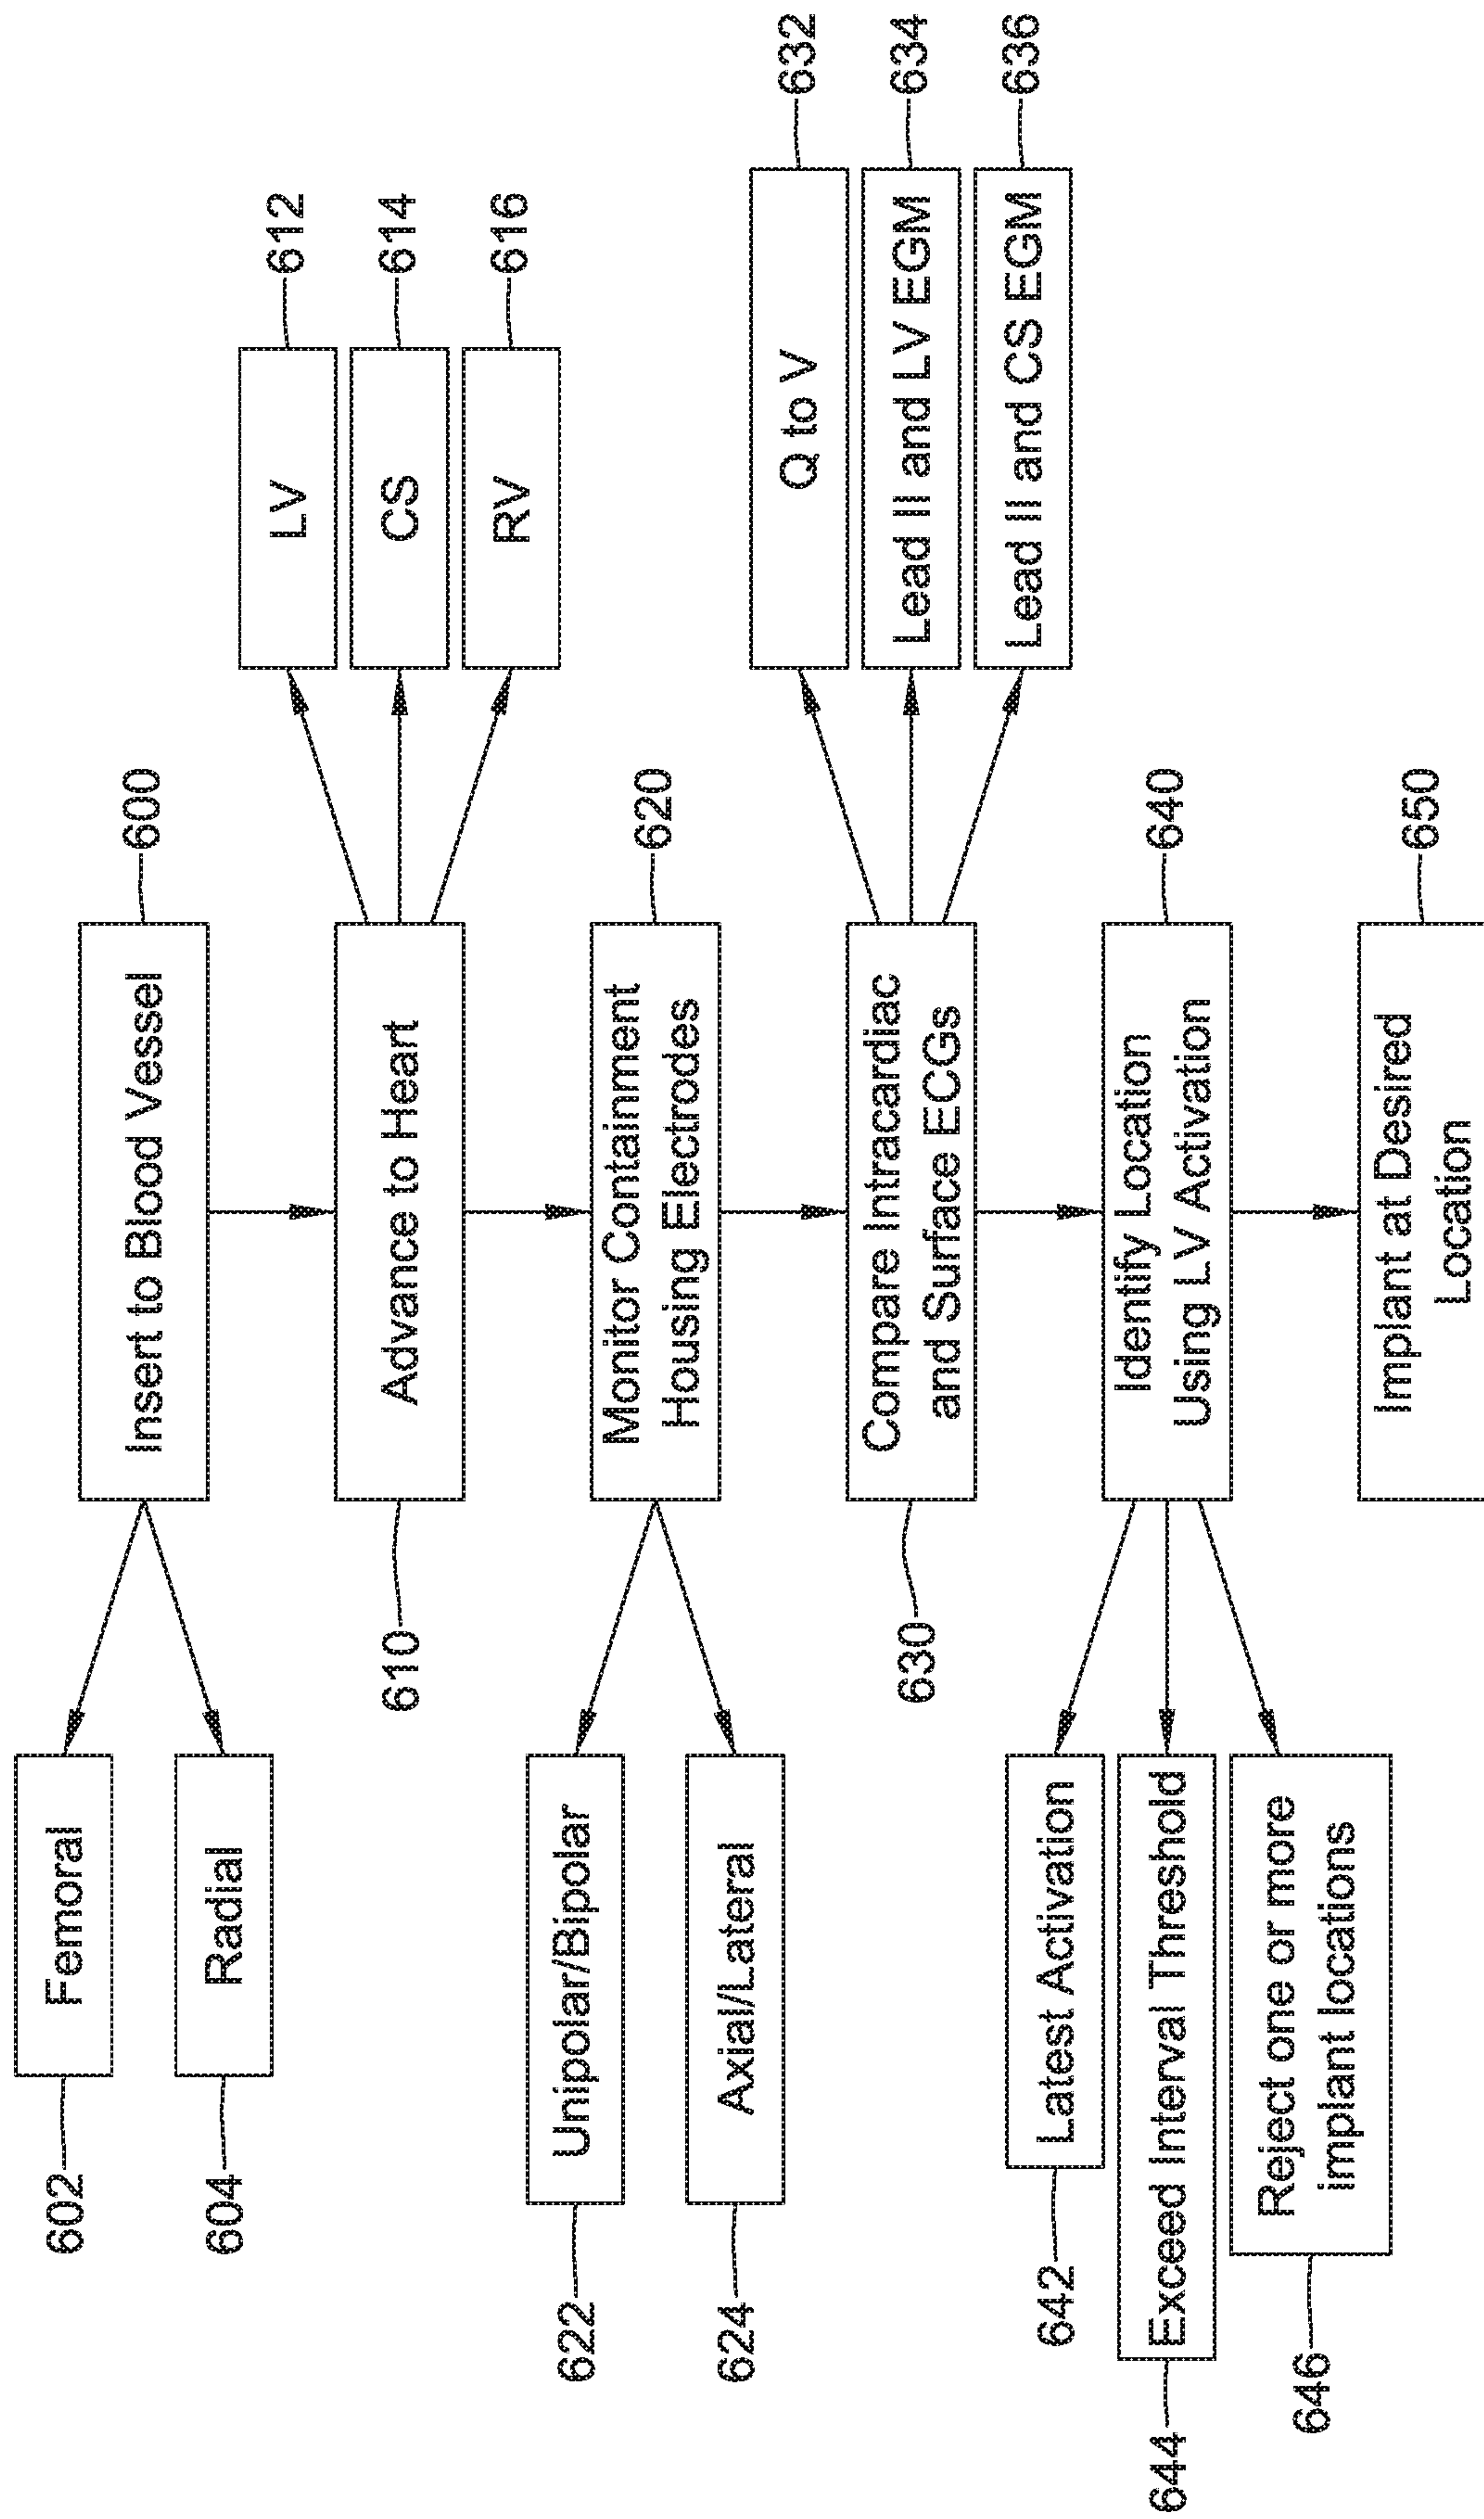 602
Femoral
604
Radial
Insert to Blood Vessel
600
610
Advance to Heart
LV
612
CS
614
RV
616
622
Unipolar/Bipolar
624
Axial/Lateral
Monitor Containment
Housing Electrodes
620
630
Compare Intracardiac
and Surface ECGs
Q to V
632
Lead II and LV EGM
634
Lead II and CS EGM
636
642
Latest Activation
644
Exceed Interval Threshold
646
Reject one or more
implant locations
Identify Location
Using LV Activation
640
Implant at Desired
Location
650